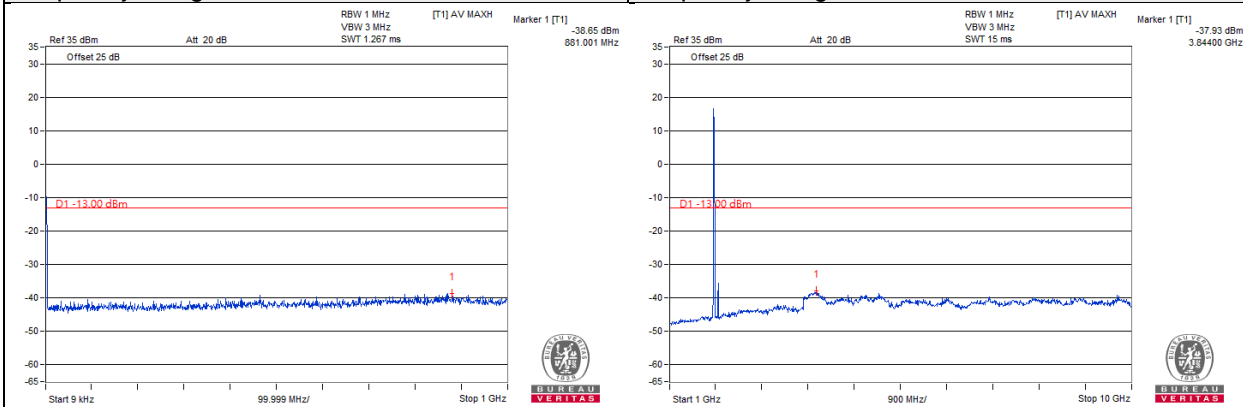 RBW 1 MHz [T1] AV MAXH Marker 1 [T1]
VBW 3 MHz -38.65 dBm
Ref 35 dBm Att 20 dB SWT 1.267 ms 881.001 MHz
35
Offset 25 dB
30
20
10
0
-10
D1 -13.00 dBm
-20
-30
1
-40
-50
-60
-65
Start 9 kHz 99.999 MHz/ Stop 1 GHz
BUREAU VERITAS
1828
BUREAU
VERITAS
RBW 1 MHz [T1] AV MAXH Marker 1 [T1]
VBW 3 MHz -37.93 dBm
Ref 35 dBm Att 20 dB SWT 15 ms 3.84400 GHz
35
Offset 25 dB
30
20
10
0
-10
D1 -13.00 dBm
-20
-30
1
-40
-50
-60
-65
Start 1 GHz 900 MHz/ Stop 10 GHz
BUREAU VERITAS
1828
BUREAU
VERITAS